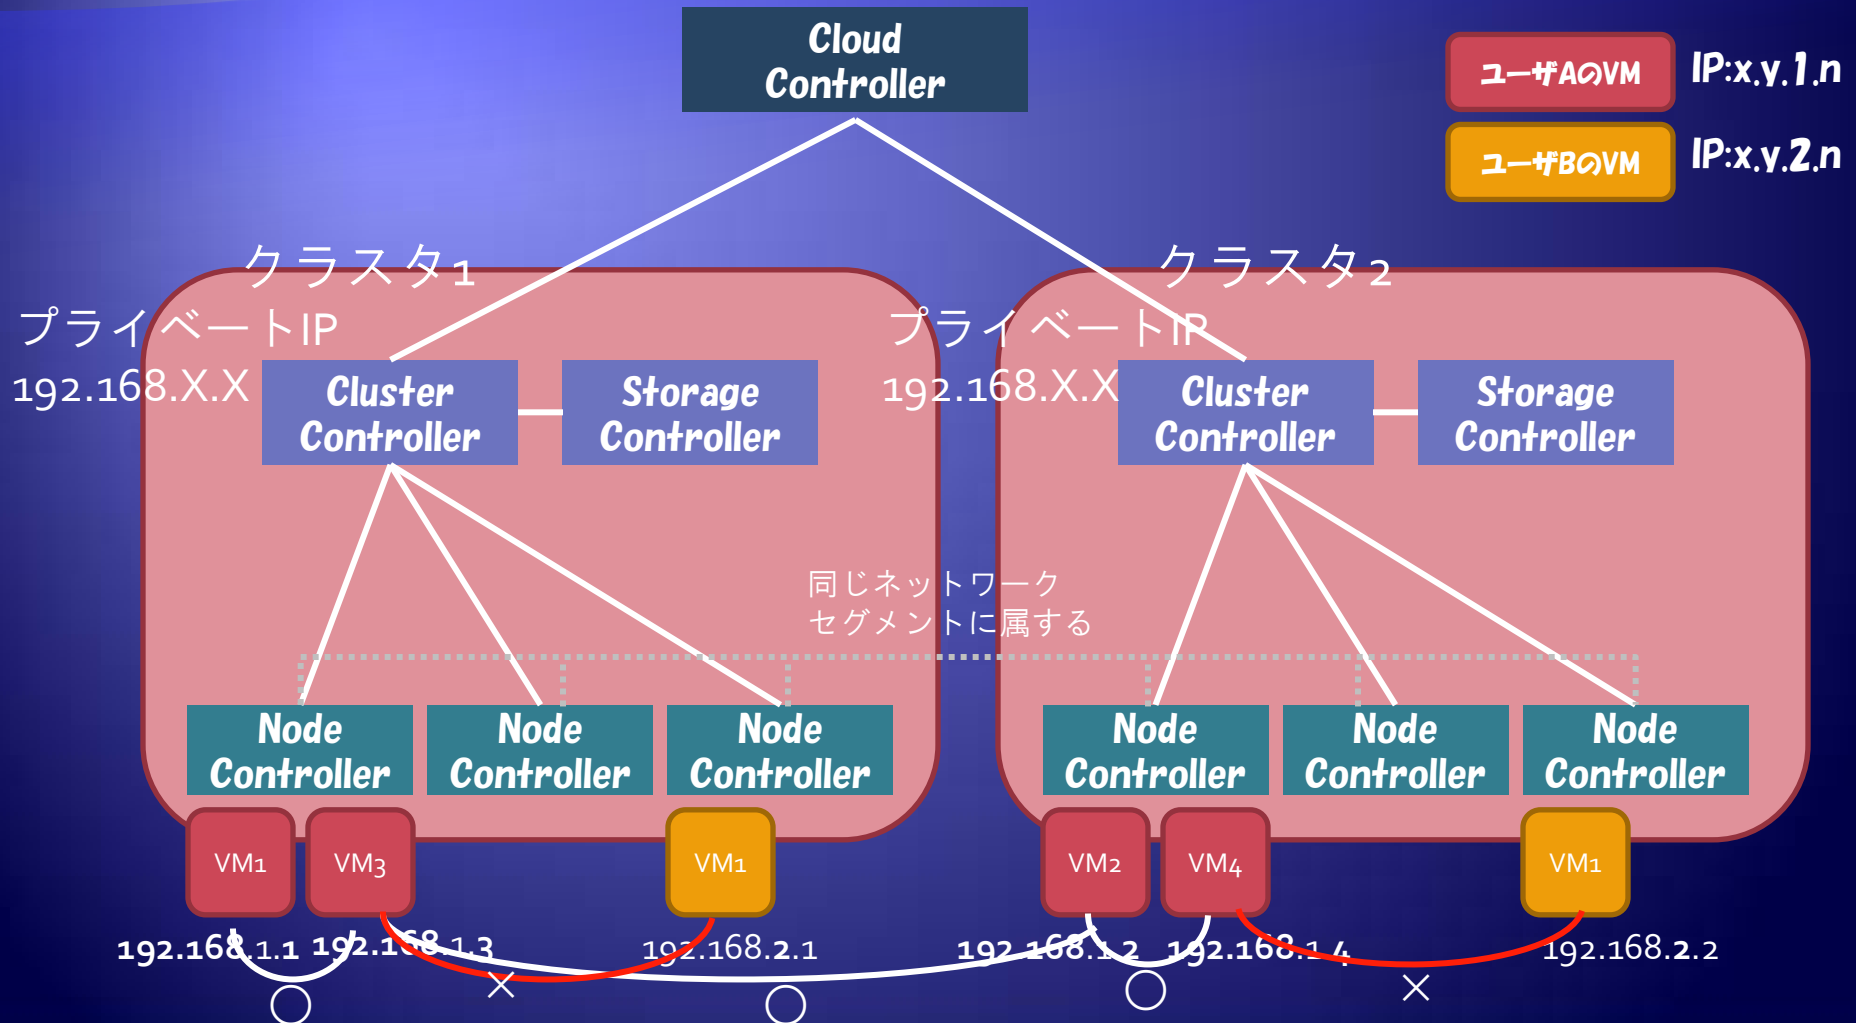 Cloud
Controller
ユーザAのVM
IP:x.y.1.n
ユーザBのVM
IP:x.y.2.n
クラスタ1
プライベートIP
192.168.X.X
Cluster
Controller
Storage
Controller
クラスタ2
プライベートIP
192.168.X.X
Cluster
Controller
Storage
Controller
同じネットワーク
セグメントに属する
Node
Controller
Node
Controller
Node
Controller
Node
Controller
Node
Controller
Node
Controller
VM1
VM3
VM1
VM2
VM4
VM1
192.168.1.1
192.168.1.3
192.168.2.1
192.168.1.2
192.168.1.4
192.168.2.2
○
×
○
○
×